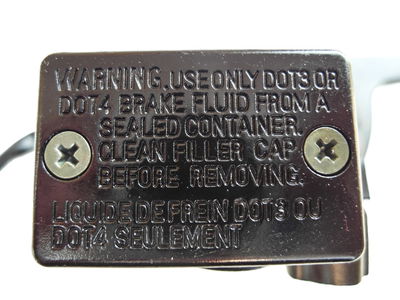 WARNING. USE ONLY DOT3, OR
DOT4 BRAKE FLUID FROM A
SEALED CONTAINER.
CLEAN FILLER CAP
BEFORE REMOVING.
LIQUIDE DE FREIN DOT3 OU
DOT4 SEULEMENT